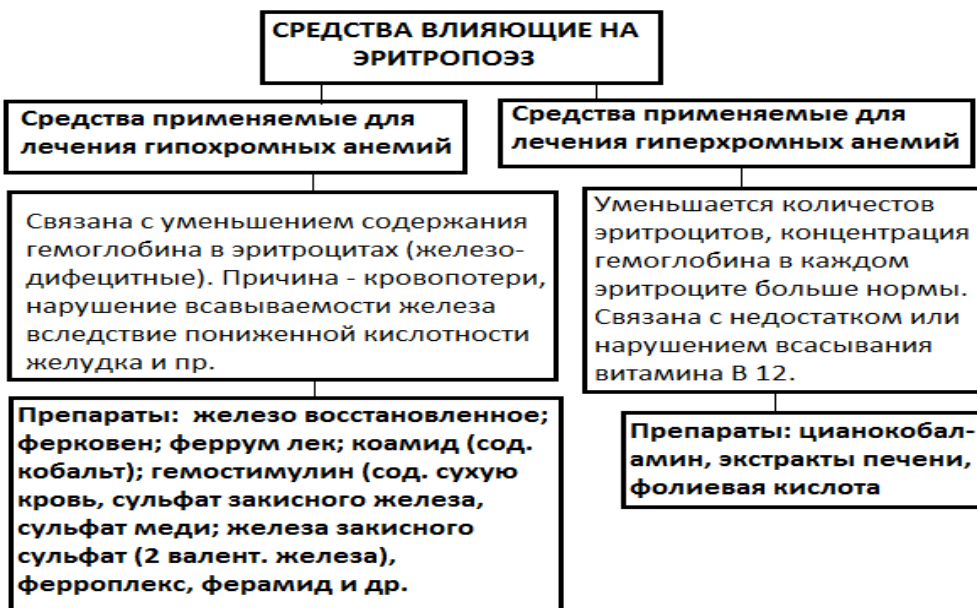 СРЕДСТВА ВЛИЯЮЩИЕ НА
ЭРИТРОПОЭЗ
Средства применяемые для
лечения гипохромных анемий
Средства применяемые для
лечения гиперхромных анемий
Связана с уменьшением содержания
гемоглобина в эритроцитах (железо-
дифецитные). Причина - кровопотери,
нарушение всавываемости железа
вследствие пониженной кислотности
желудка и пр.
Уменьшается количестов
эритроцитов, концентрация
гемоглобина в каждом
эритроците больше нормы.
Связана с недостатком или
нарушением всасывания
витамина В 12.
Препараты: железо восстановленное;
ферковен; феррум лек; коамид (сод.
кобальт); гемостимулин (сод. сухую
кровь, сульфат закисного железа,
сульфат меди; железа закисного
сульфат (2 валент. железа),
ферроплекс, ферамид и др.
Препараты: цианокобал-
амин, экстракты печени,
фолиевая кислота